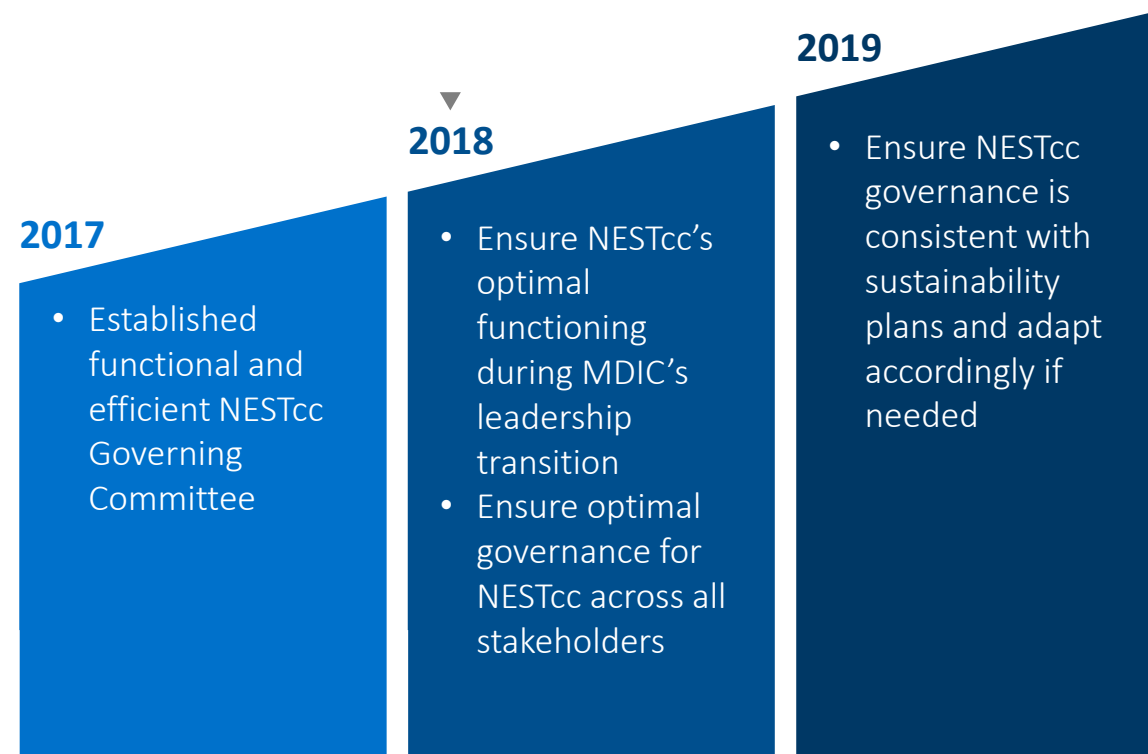 2017
• Established
functional and
efficient NESTcc
Governing
Committee
2018
• Ensure NESTcc’s
optimal
functioning
during MDIC’s
leadership
transition
• Ensure optimal
governance for
NESTcc across all
stakeholders
2019
• Ensure NESTcc
governance is
consistent with
sustainability
plans and adapt
accordingly if
needed